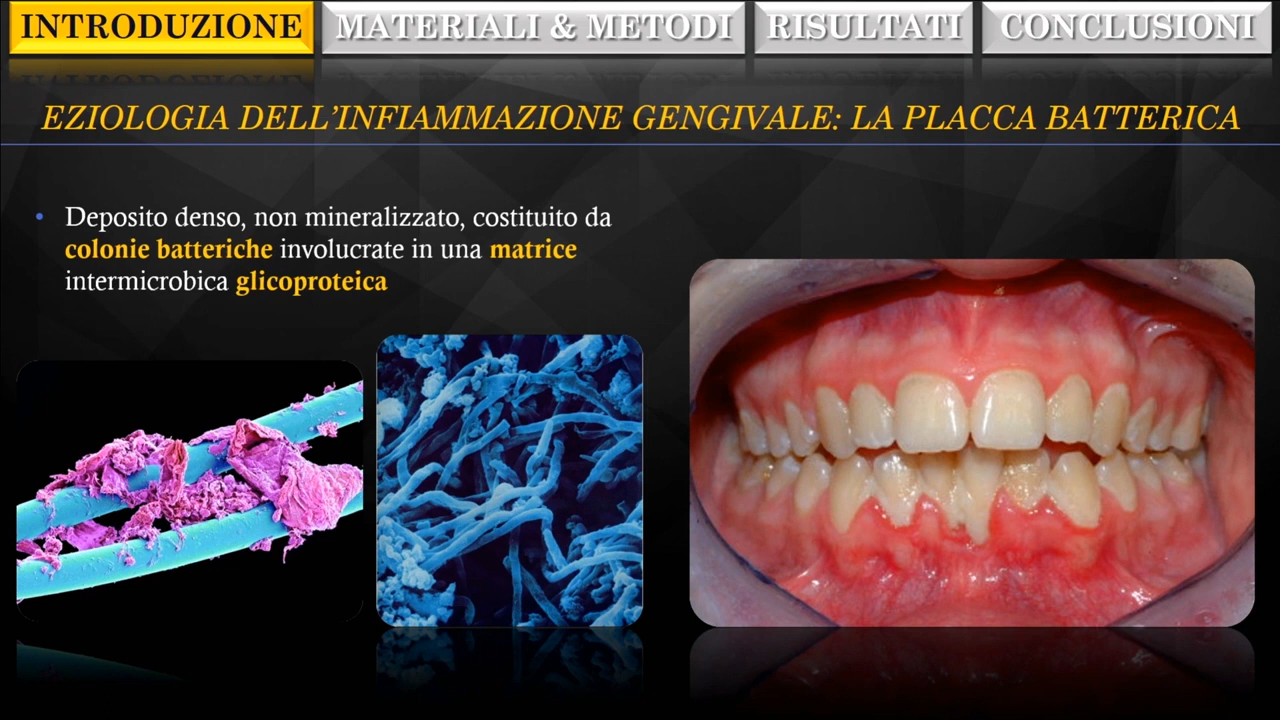 INTRODUZIONE
MATERIALI & METODI
RISULTATI
CONCLUSIONI
EZIOLOGIA DELL’INFIAMMAZIONE GENGIVALE: LA PLACCA BATTERICA
• Deposito denso, non mineralizzato, costituito da
colonie batteriche involucrate in una matrice
intermicrobica glicoproteica